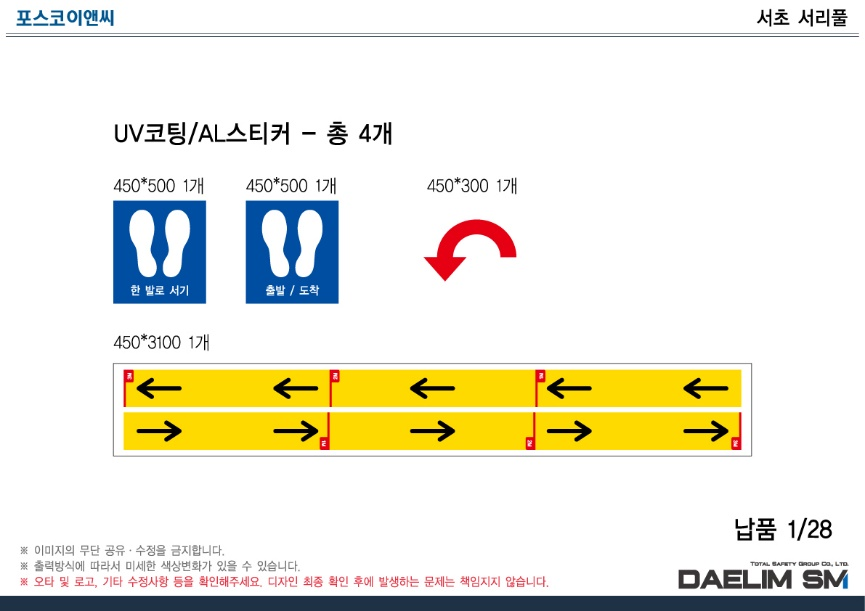 포스코이앤씨
서초 서리풀
UV코팅/AL스티커 – 총 4개
450*500 1개
450*500 1개
450*300 1개
한 발로 서기
출발 / 도착
450*3100 1개
납품 1/28
※ 이미지의 무단 공유 · 수정을 금지합니다.
※ 출력방식에 따라서 미세한 색상변화가 있을 수 있습니다.
※ 오타 및 로고, 기타 수정사항 등을 확인해주세요. 디자인 최종 확인 후에 발생하는 문제는 책임지지 않습니다.
TOTAL SAFETY GROUP CO., LTD.
DAELIM SM